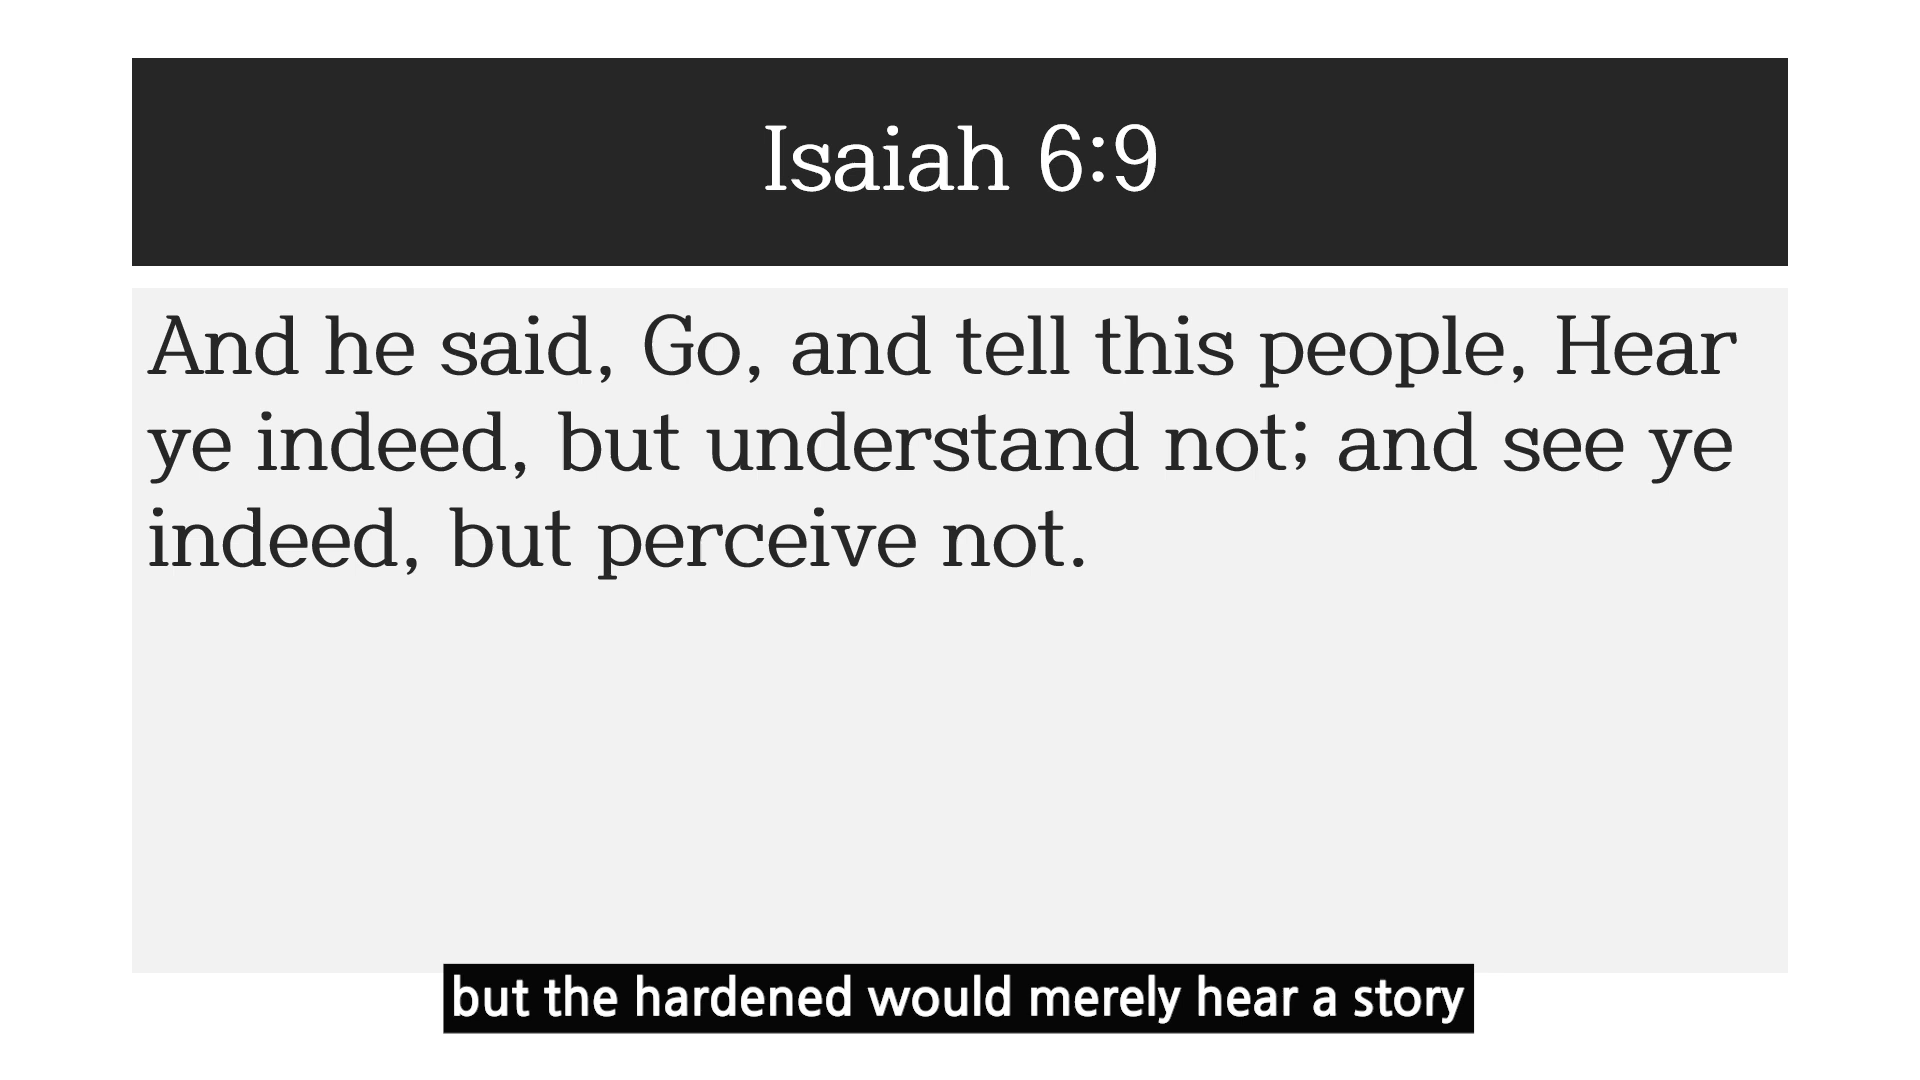 Isaiah 6:9
And he said, Go, and tell this people, Hear
ye indeed, but understand not; and see ye
indeed, but perceive not.
but the hardened would merely hear a story